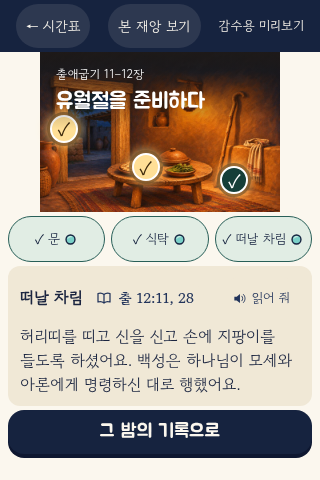 ← 시간표
본 재앙 보기
감수용 미리보기
출애굽기 11–12장
유월절을 준비하다
✓ 문
✓ 식탁
✓ 떠날 차림
떠날 차림
출 12:11, 28
읽어 줘
허리띠를 띠고 신을 신고 손에 지팡이를
들도록 하셨어요. 백성은 하나님이 모세와
아론에게 명령하신 대로 행했어요.
그 밤의 기록으로